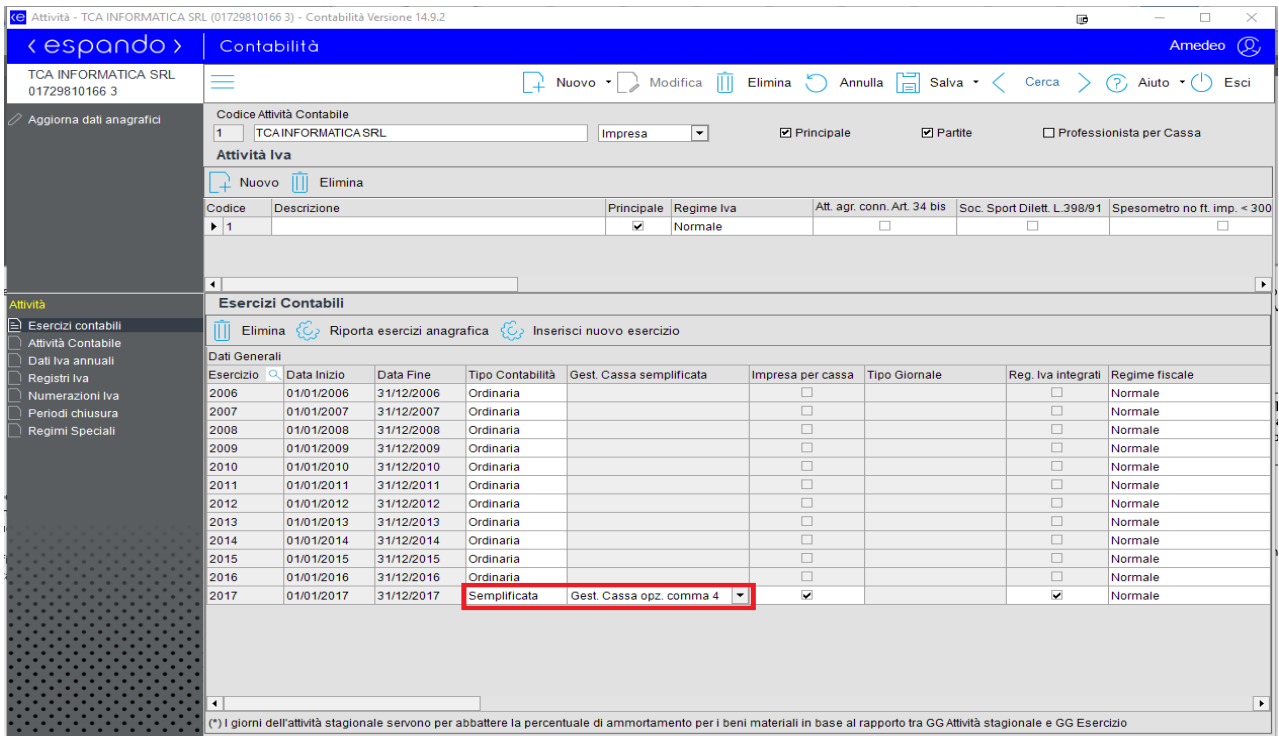 Attività - TCA INFORMATICA SRL (01729810166 3) - Contabilità Versione 14.9.2
<espando> Contabilità Amedeo
TCA INFORMATICA SRL
01729810166 3
Nuovo Modifica Elimina Annulla Salva Cerca Aiuto Esci
Aggiorna dati anagrafici
Codice Attività Contabile
1 TCA INFORMATICA SRL Impresa Principale Partite Professionista per Cassa
Attività Iva
Nuovo Elimina
Codice Descrizione Principale Regime Iva Att. agr. conn. Art. 34 bis Soc. Sport Dilett. L.398/91 Spesometro no ft. imp. < 300
1 Normale
Attività
Esercizi contabili
Attività Contabile
Dati Iva annuali
Registri Iva
Numerazioni Iva
Periodi chiusura
Regimi Speciali
Esercizi Contabili
Elimina Riporta esercizi anagrafica Inserisci nuovo esercizio
Dati Generali
Esercizio Data Inizio Data Fine Tipo Contabilità Gest. Cassa semplificata Impresa per cassa Tipo Giornale Reg. Iva integrati Regime fiscale
2006 01/01/2006 31/12/2006 Ordinaria Normale
2007 01/01/2007 31/12/2007 Ordinaria Normale
2008 01/01/2008 31/12/2008 Ordinaria Normale
2009 01/01/2009 31/12/2009 Ordinaria Normale
2010 01/01/2010 31/12/2010 Ordinaria Normale
2011 01/01/2011 31/12/2011 Ordinaria Normale
2012 01/01/2012 31/12/2012 Ordinaria Normale
2013 01/01/2013 31/12/2013 Ordinaria Normale
2014 01/01/2014 31/12/2014 Ordinaria Normale
2015 01/01/2015 31/12/2015 Ordinaria Normale
2016 01/01/2016 31/12/2016 Ordinaria Normale
2017 01/01/2017 31/12/2017 Semplificata Gest. Cassa opz. comma 4 Normale
(*) I giorni dell'attività stagionale servono per abbattere la percentuale di ammortamento per i beni materiali in base al rapporto tra GG Attività stagionale e GG Esercizio